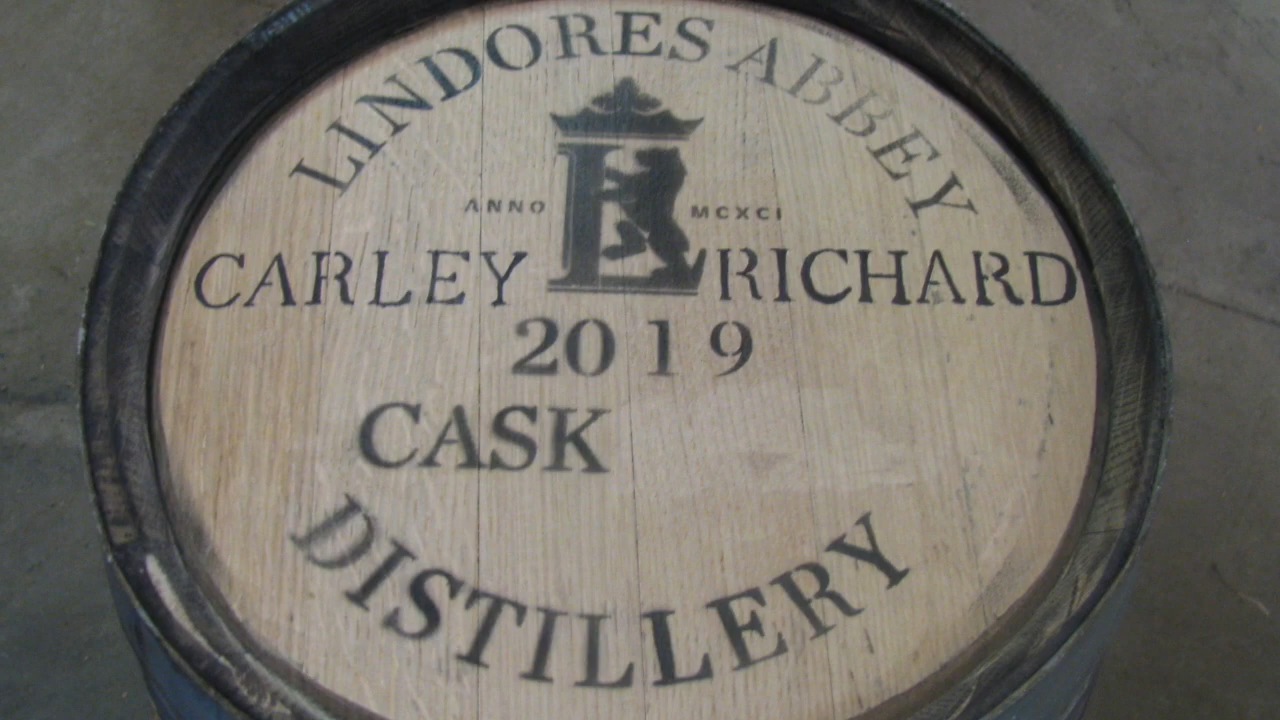 LINDORES ABBEY
ANNO MCXCI
CARLEY L RICHARD
2019
CASK
DISTILLERY